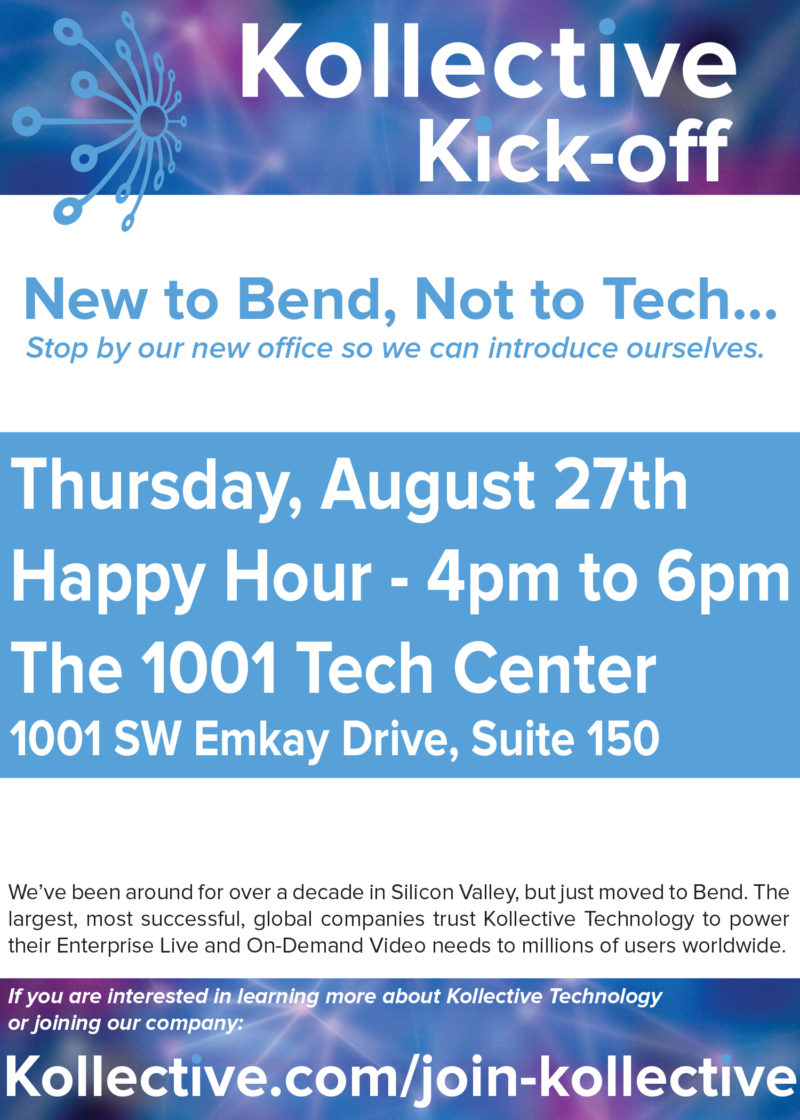 Kollective
Kick-off
New to Bend, Not to Tech...
Stop by our new office so we can introduce ourselves.
Thursday, August 27th
Happy Hour - 4pm to 6pm
The 1001 Tech Center
1001 SW Emkay Drive, Suite 150
We’ve been around for over a decade in Silicon Valley, but just moved to Bend. The
largest, most successful, global companies trust Kollective Technology to power
their Enterprise Live and On-Demand Video needs to millions of users worldwide.
If you are interested in learning more about Kollective Technology
or joining our company:
Kollective.com/join-kollective